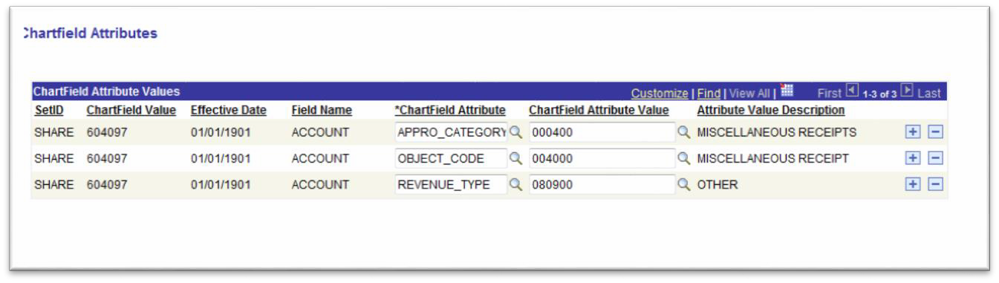 Chartfield Attributes
ChartField Attribute Values Customize | Find | View All | First 1-3 of 3 Last
SetID ChartField Value Effective Date Field Name *ChartField Attribute ChartField Attribute Value Attribute Value Description
SHARE 604097 01/01/1901 ACCOUNT APPRO_CATEGORY 000400 MISCELLANEOUS RECEIPTS
SHARE 604097 01/01/1901 ACCOUNT OBJECT_CODE 004000 MISCELLANEOUS RECEIPT
SHARE 604097 01/01/1901 ACCOUNT REVENUE_TYPE 080900 OTHER